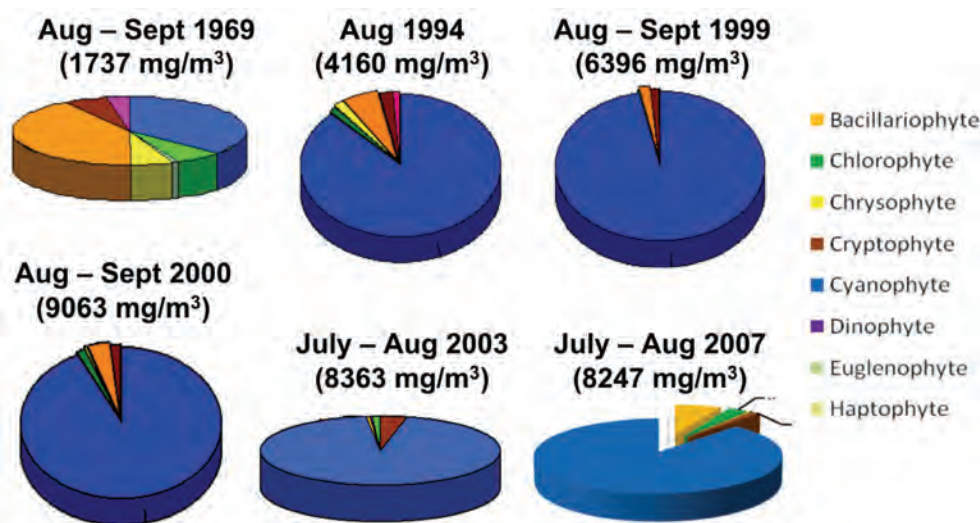 Aug – Sept 1969
(1737 mg/m³)
Aug 1994
(4160 mg/m³)
Aug – Sept 1999
(6396 mg/m³)
Aug – Sept 2000
(9063 mg/m³)
July – Aug 2003
(8363 mg/m³)
July – Aug 2007
(8247 mg/m³)
Bacillariophyte
Chlorophyte
Chrysophyte
Cryptophyte
Cyanophyte
Dinophyte
Euglenophyte
Haptophyte